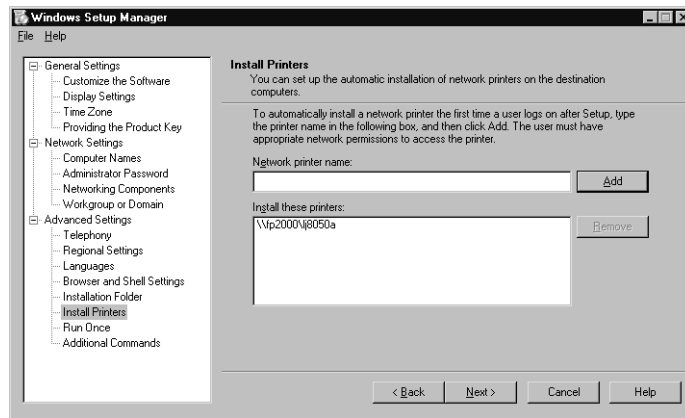 Windows Setup Manager
File Help
General Settings
Customize the Software
Display Settings
Time Zone
Providing the Product Key
Network Settings
Computer Names
Administrator Password
Networking Components
Workgroup or Domain
Advanced Settings
Telephony
Regional Settings
Languages
Browser and Shell Settings
Installation Folder
Install Printers
Run Once
Additional Commands
Install Printers
You can set up the automatic installation of network printers on the destination
computers.
To automatically install a network printer the first time a user logs on after Setup, type
the printer name in the following box, and then click Add. The user must have
appropriate network permissions to access the printer.
Network printer name:
Add
Install these printers:
\\fp2000\lj8050a
Remove
< Back Next > Cancel Help